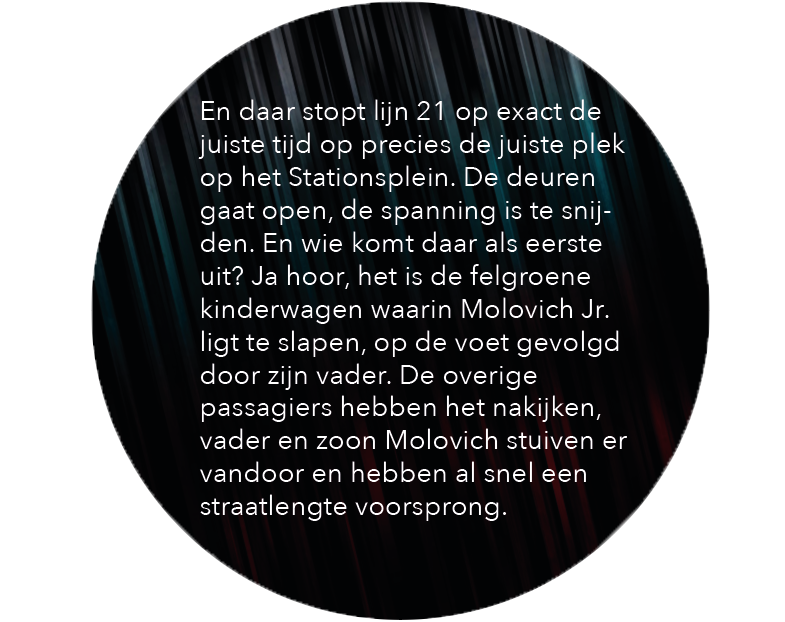 En daar stopt lijn 21 op exact de
juiste tijd op precies de juiste plek
op het Stationsplein. De deuren
gaat open, de spanning is te snij-
den. En wie komt daar als eerste
uit? Ja hoor, het is de felgroene
kinderwagen waarin Molovich Jr.
ligt te slapen, op de voet gevolgd
door zijn vader. De overige
passagiers hebben het nakijken,
vader en zoon Molovich stuiven er
vandoor en hebben al snel een
straatlengte voorsprong.